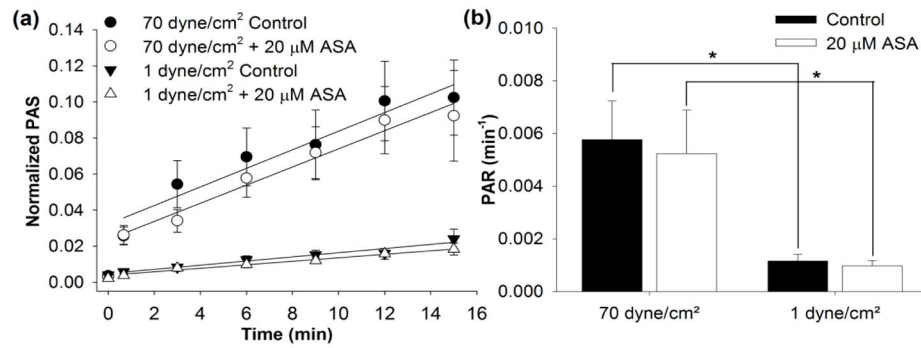 (a)
70 dyne/cm² Control
70 dyne/cm² + 20 μM ASA
1 dyne/cm² Control
1 dyne/cm² + 20 μM ASA
0.14
0.12
0.10
0.08
0.06
0.04
0.02
0.00
Normalized PAS
0 2 4 6 8 10 12 14 16
Time (min)
(b)
Control
20 μM ASA
* *
0.010
0.008
0.006
0.004
0.002
0.000
PAR (min⁻¹)
70 dyne/cm² 1 dyne/cm²